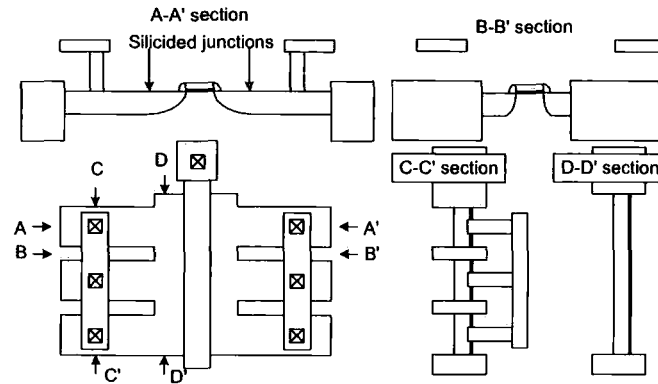 A-A' section
Silicided junctions
B-B' section
C
D
C-C' section
D-D' section
A
A'
B
B'
C'
D'